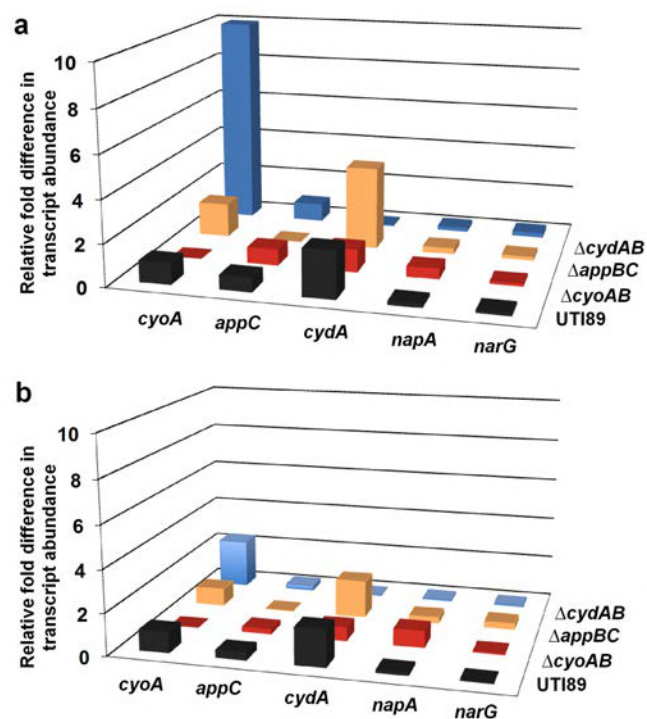 a
Relative fold difference in
transcript abundance
10
8
6
4
2
0
cyoA
appC
cydA
napA
narG
ΔcydAB
ΔappBC
ΔcyoAB
UTI89
b
Relative fold difference in
transcript abundance
10
8
6
4
2
0
cyoA
appC
cydA
napA
narG
ΔcydAB
ΔappBC
ΔcyoAB
UTI89